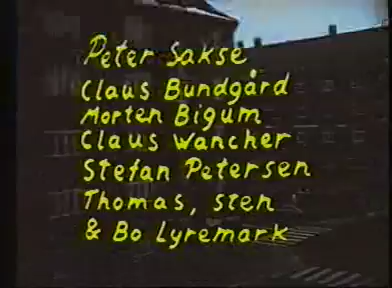 Peter Sakse
Claus Bundgård
Morten Bigum
Claus Wancher
Stefan Petersen
Thomas, sten
& Bo Lyremark